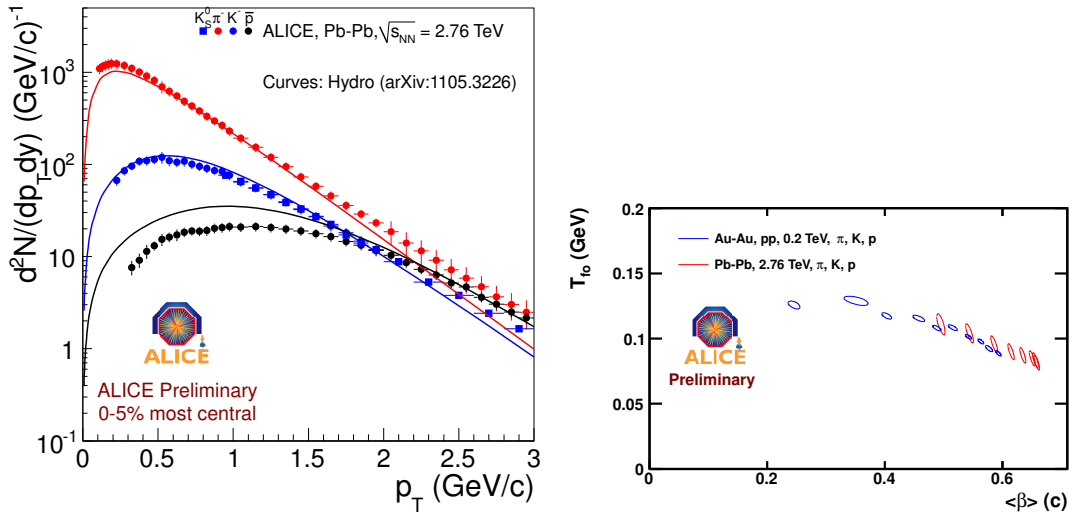 K⁰S π⁻ K⁻ p̅
ALICE, Pb-Pb, √sNN = 2.76 TeV
Curves: Hydro (arXiv:1105.3226)
d²N/(dpTdy) (GeV/c)⁻¹
10³
10²
10
1
10⁻¹
ALICE
ALICE Preliminary
0-5% most central
0 0.5 1 1.5 2 2.5 3
pT (GeV/c)
Tfo (GeV)
0.2
0.15
0.1
0.05
0
Au-Au, pp, 0.2 TeV, π, K, p
Pb-Pb, 2.76 TeV, π, K, p
ALICE
Preliminary
0 0.2 0.4 0.6
<β> (c)